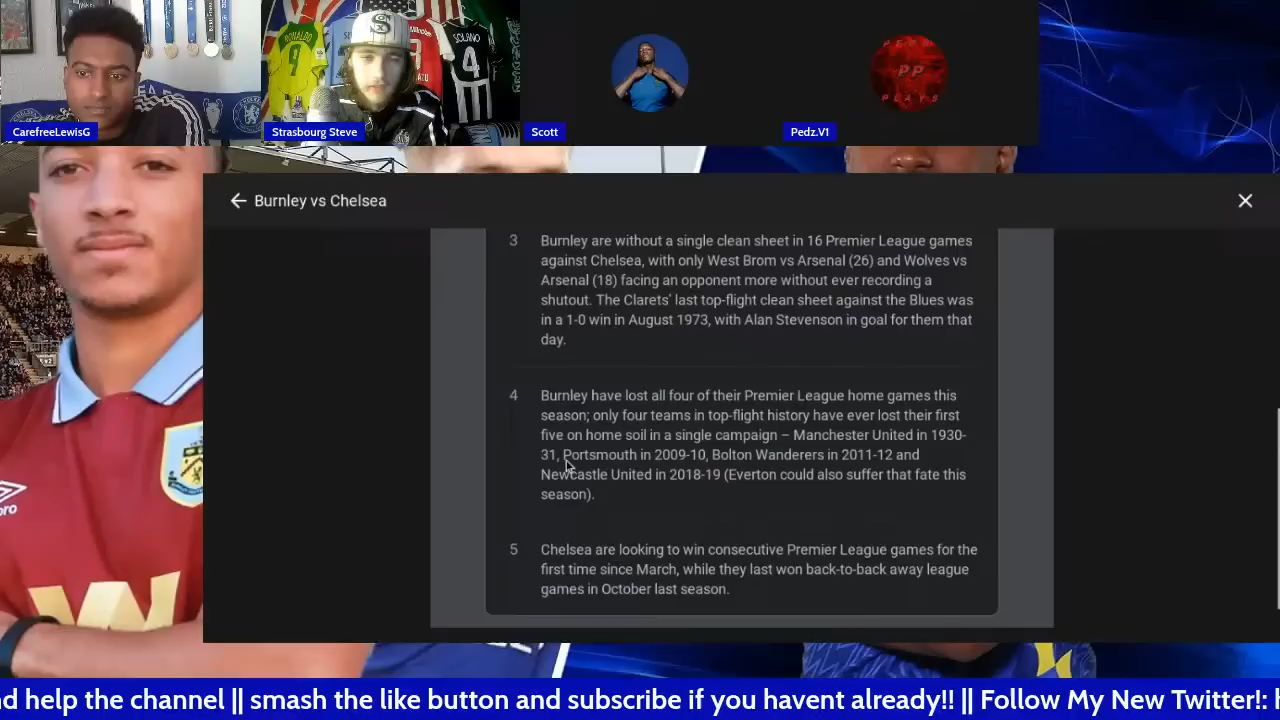 RONALDO
9
SOLANO
4
PEDZ
PP
PLAYS
CarefreeLewisG
Strasbourg Steve
Scott
Pedz.V1
Burnley vs Chelsea
3 Burnley are without a single clean sheet in 16 Premier League games
against Chelsea, with only West Brom vs Arsenal (26) and Wolves vs
Arsenal (18) facing an opponent more without ever recording a
shutout. The Clarets' last top-flight clean sheet against the Blues was
in a 1-0 win in August 1973, with Alan Stevenson in goal for them that
day.
4 Burnley have lost all four of their Premier League home games this
season; only four teams in top-flight history have ever lost their first
five on home soil in a single campaign – Manchester United in 1930-
31, Portsmouth in 2009-10, Bolton Wanderers in 2011-12 and
Newcastle United in 2018-19 (Everton could also suffer that fate this
season).
5 Chelsea are looking to win consecutive Premier League games for the
first time since March, while they last won back-to-back away league
games in October last season.
W
nd help the channel || smash the like button and subscribe if you havent already!! || Follow My New Twitter!: